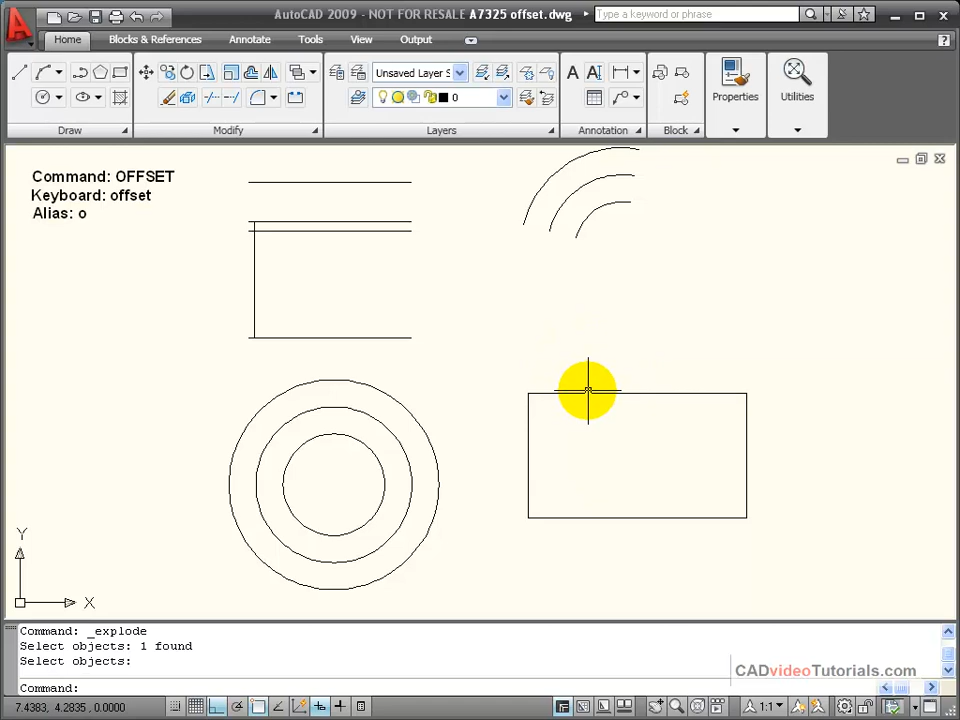 AutoCAD 2009 - NOT FOR RESALE A7325 offset.dwg
Type a keyword or phrase
Home Blocks & References Annotate Tools View Output
Unsaved Layer S
0
Properties Utilities
Draw Modify Layers Annotation Block
Command: OFFSET
Keyboard: offset
Alias: o
Y
X
Command: _explode
Select objects: 1 found
Select objects:
Command:
CADvideoTutorials.com
7.4383, 4.2835, 0.0000
1:1